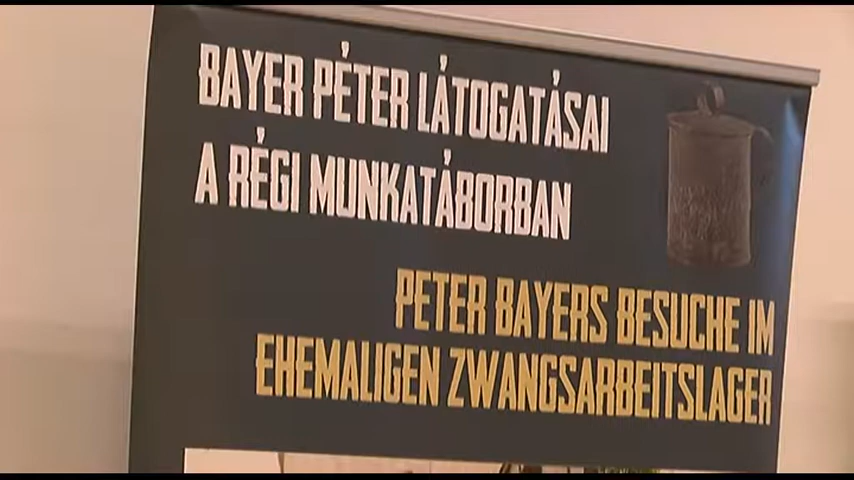 BAYER PÉTER LÁTOGATÁSAI
A RÉGI MUNKATÁBORBAN
PETER BAYERS BESUCHE IM
EHEMALIGEN ZWANGSARBEITSLAGER